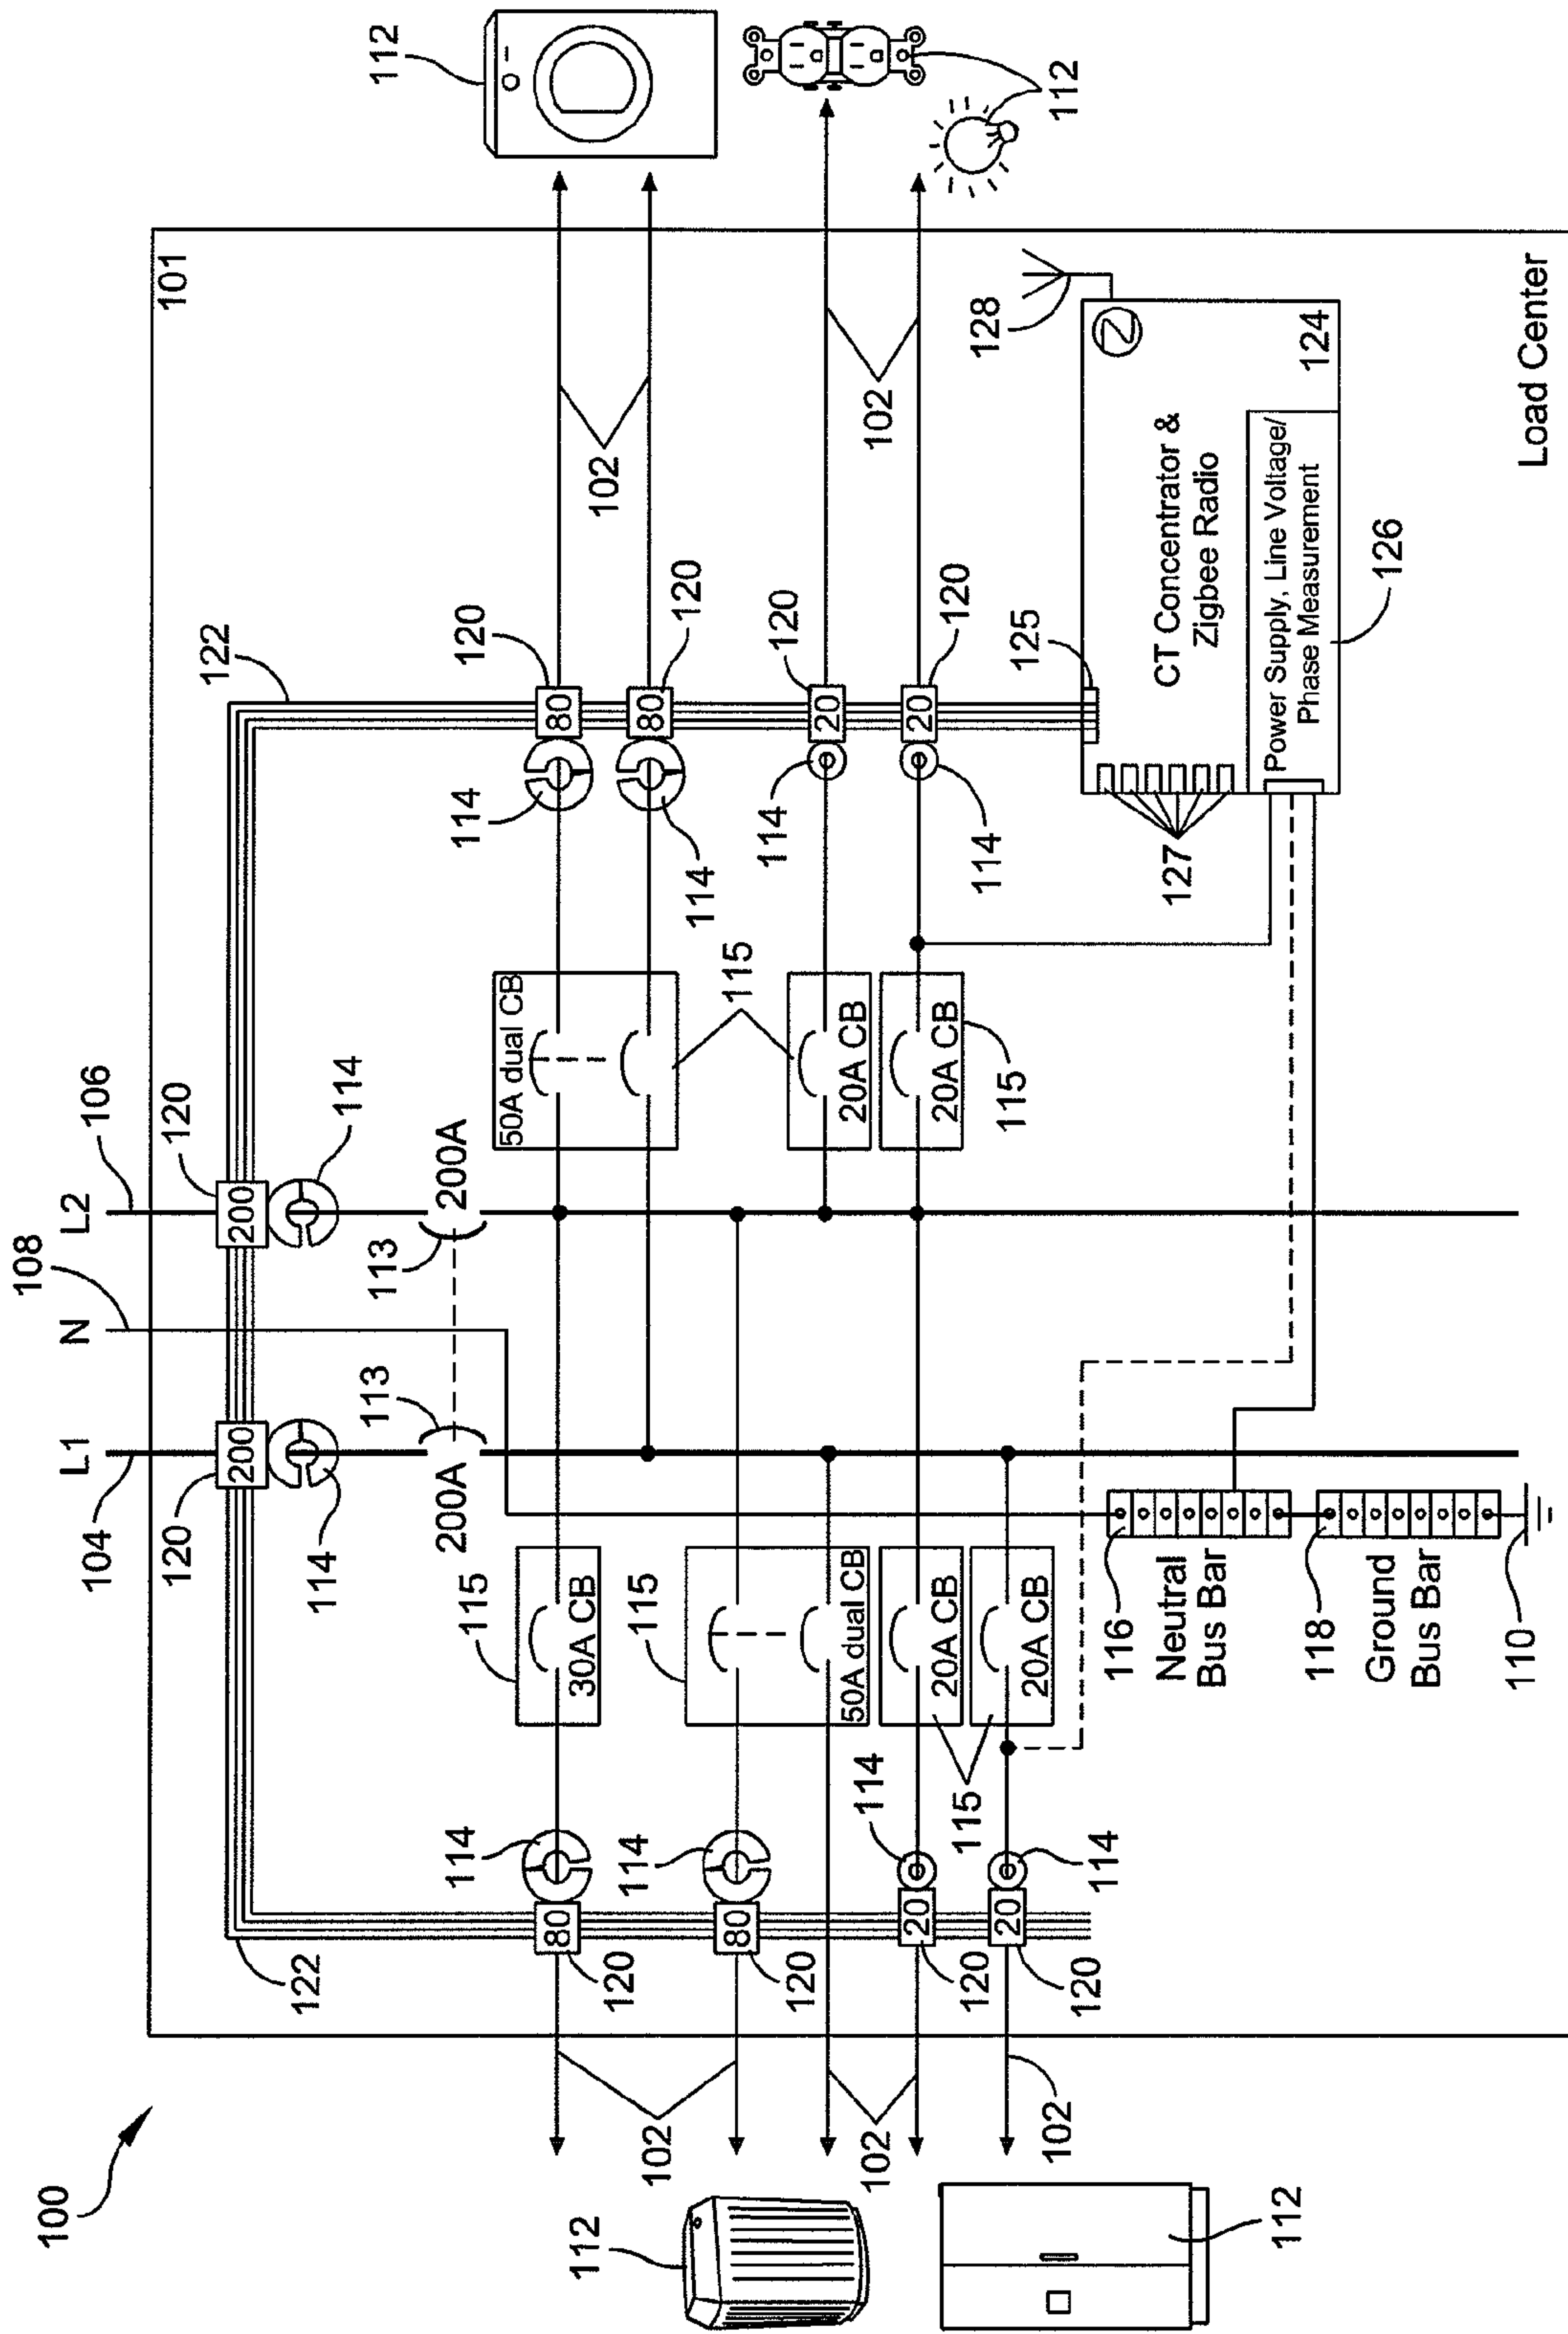 100
108
L1
N
L2
104
106
101
120
120
122
200
200
122
114
114
112
113
113
200A
200A
114
114
115
50A dual CB
120
80
80
120
30A CB
102
112
120
102
114
80
80
115
114
120
115
120
50A dual CB
20A CB
114
20
120
112
102
114
20
20
20A CB
20A CB
120
102
120
115
114
115
128
125
20
102
120
20A CB
114
116
Neutral
Bus Bar
127
CT Concentrator &
Zigbee Radio
124
112
Power Supply, Line Voltage/
Phase Measurement
118
Ground
Bus Bar
126
110
Load Center